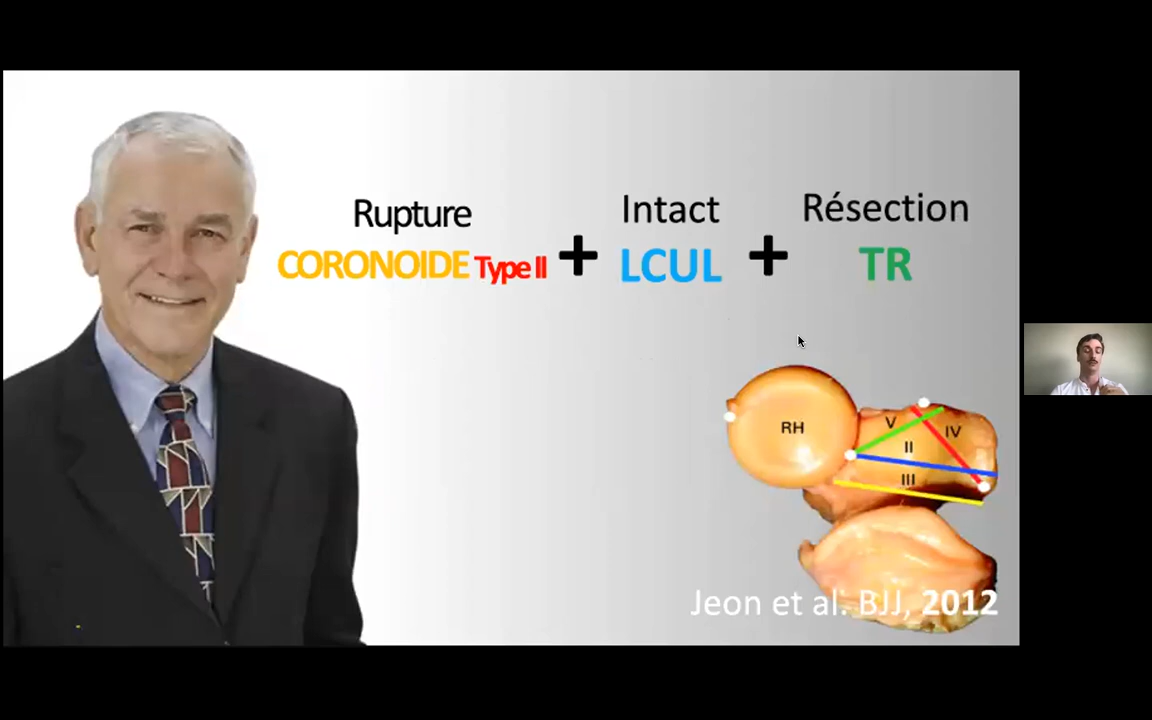 Rupture
CORONOIDE Type II
+
Intact
LCUL
+
Résection
TR
RH
V
IV
II
III
Jeon et al. BJJ, 2012